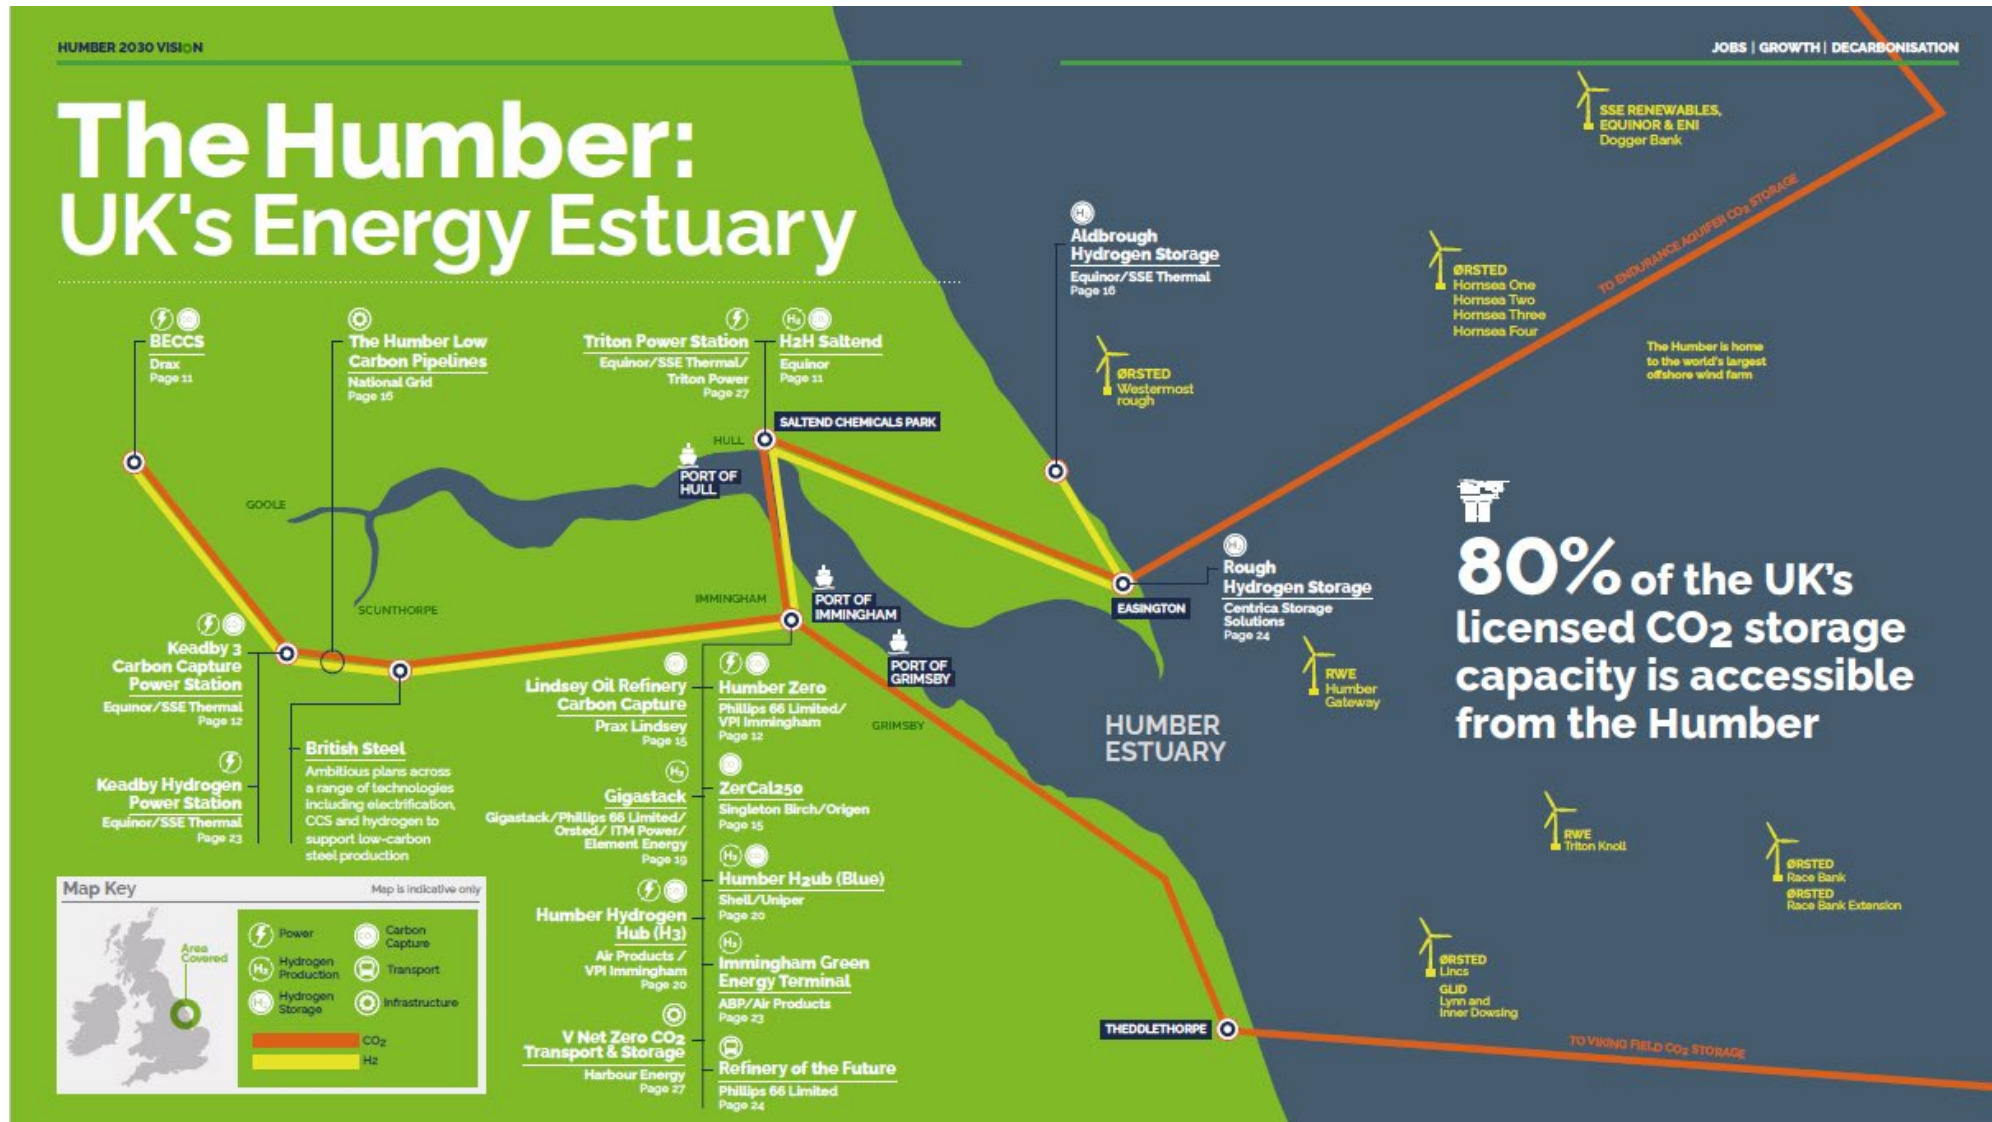 HUMBER 2030 VISION
JOBS | GROWTH | DECARBONISATION
The Humber:
UK's Energy Estuary
BECCS
Drax
Page 11
The Humber Low
Carbon Pipelines
National Grid
Page 16
Triton Power Station
Equinor/SSE Thermal/
Triton Power
Page 27
H2H Saltend
Equinor
Page 11
SALTEND CHEMICALS PARK
HULL
PORT OF
HULL
GOOLE
SCUNTHORPE
IMMINGHAM
PORT OF
IMMINGHAM
PORT OF
GRIMSBY
GRIMSBY
Aldbrough
Hydrogen Storage
Equinor/SSE Thermal
Page 16
ØRSTED
Westermost
rough
SSE RENEWABLES,
EQUINOR & ENI
Dogger Bank
ØRSTED
Hornsea One
Hornsea Two
Hornsea Three
Hornsea Four
TO ENDURANCE AQUIFER CO2 STORAGE
The Humber is home
to the world's largest
offshore wind farm
EASINGTON
Rough
Hydrogen Storage
Centrica Storage
Solutions
Page 24
RWE
Humber
Gateway
HUMBER
ESTUARY
80% of the UK's
licensed CO2 storage
capacity is accessible
from the Humber
Keadby 3
Carbon Capture
Power Station
Equinor/SSE Thermal
Page 12
Keadby Hydrogen
Power Station
Equinor/SSE Thermal
Page 23
British Steel
Ambitious plans across
a range of technologies
including electrification,
CCS and hydrogen to
support low-carbon
steel production
Lindsey Oil Refinery
Carbon Capture
Prax Lindsey
Page 15
H2
Gigastack
Gigastack/Phillips 66 Limited/
Orsted/ ITM Power/
Element Energy
Page 19
Humber Hydrogen
Hub (H3)
Air Products /
VPI Immingham
Page 20
V Net Zero CO2
Transport & Storage
Harbour Energy
Page 27
Humber Zero
Phillips 66 Limited/
VPI Immingham
Page 12
ZerCal250
Singleton Birch/Origen
Page 15
H2
Humber H2ub (Blue)
Shell/Uniper
Page 20
H2
Immingham Green
Energy Terminal
ABP/Air Products
Page 23
Refinery of the Future
Phillips 66 Limited
Page 24
RWE
Triton Knoll
ØRSTED
Race Bank
ØRSTED
Race Bank Extension
ØRSTED
Lincs
GLID
Lynn and
Inner Dowsing
THEDDLETHORPE
TO VIKING FIELD CO2 STORAGE
Map Key
Map is indicative only
Area
Covered
Power
Carbon
Capture
H2
Hydrogen
Production
Transport
Hydrogen
Storage
Infrastructure
CO2
H2